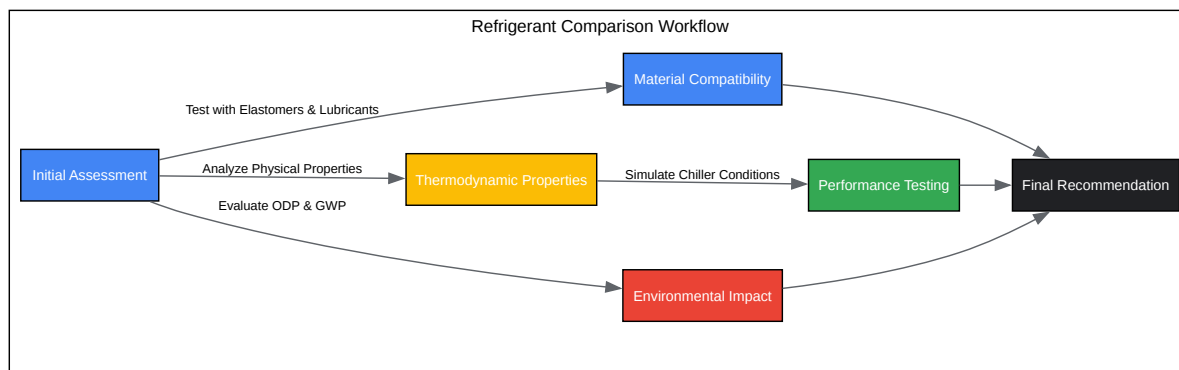 Refrigerant Comparison Workflow
Material Compatibility
Test with Elastomers & Lubricants
Initial Assessment
Analyze Physical Properties
Thermodynamic Properties
Simulate Chiller Conditions
Performance Testing
Final Recommendation
Evaluate ODP & GWP
Environmental Impact